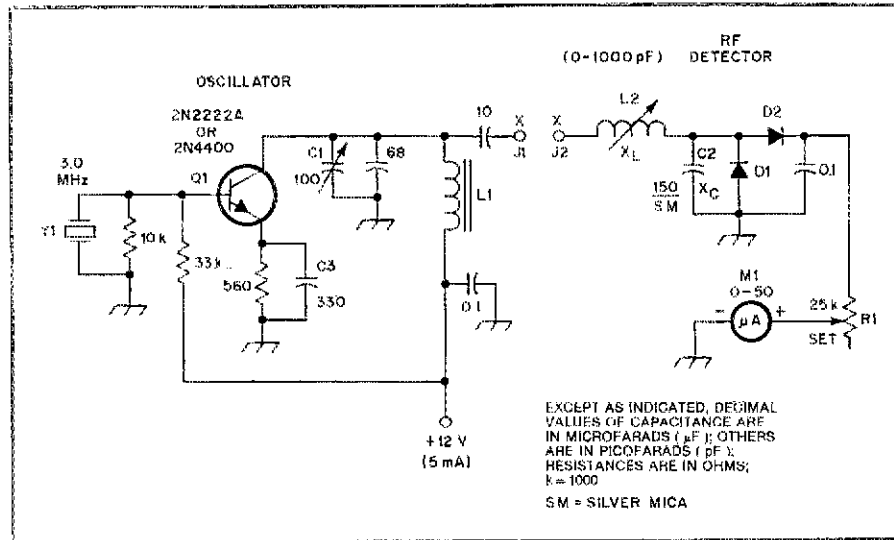 OSCILLATOR
2N2222A
OR
2N4400
3.0
MHz
Y1
Q1
10k
33k
560
C3
330
C1
100
68
L1
0.1
10
X
J1
X
J2
+12 V
(5 mA)
(0-1000 pF)
RF
DETECTOR
L2
XL
C2
XC
150
SM
D1
D2
0.1
M1
0-50
µA
-
+
25k
R1
SET
EXCEPT AS INDICATED, DECIMAL
VALUES OF CAPACITANCE ARE
IN MICROFARADS (µF); OTHERS
ARE IN PICOFARADS (pF);
RESISTANCES ARE IN OHMS;
k=1000
SM = SILVER MICA